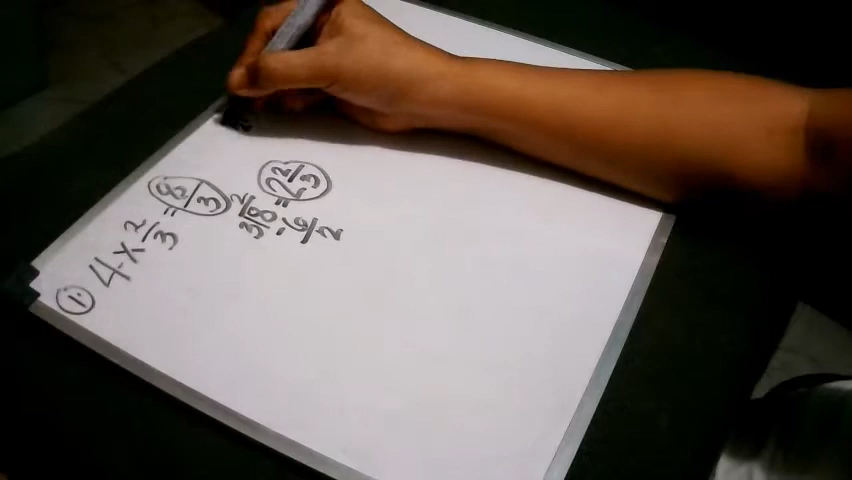 1. 4 x 2/3 = 8/3
2
3|8 = 2 2/3
- 6
2